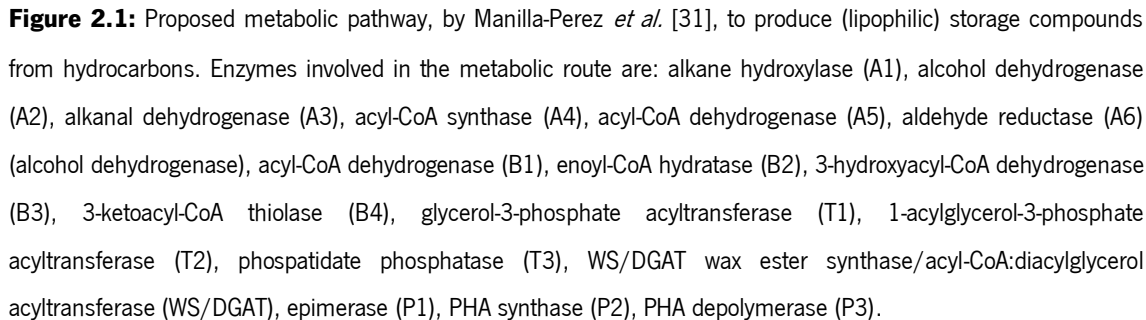 Figure 2.1: Proposed metabolic pathway, by Manilla-Perez et al. [31], to produce (lipophilic) storage compounds
from hydrocarbons. Enzymes involved in the metabolic route are: alkane hydroxylase (A1), alcohol dehydrogenase
(A2), alkanal dehydrogenase (A3), acyl-CoA synthase (A4), acyl-CoA dehydrogenase (A5), aldehyde reductase (A6)
(alcohol dehydrogenase), acyl-CoA dehydrogenase (B1), enoyl-CoA hydratase (B2), 3-hydroxyacyl-CoA dehydrogenase
(B3), 3-ketoacyl-CoA thiolase (B4), glycerol-3-phosphate acyltransferase (T1), 1-acylglycerol-3-phosphate
acyltransferase (T2), phospatidate phosphatase (T3), WS/DGAT wax ester synthase/acyl-CoA:diacylglycerol
acyltransferase (WS/DGAT), epimerase (P1), PHA synthase (P2), PHA depolymerase (P3).